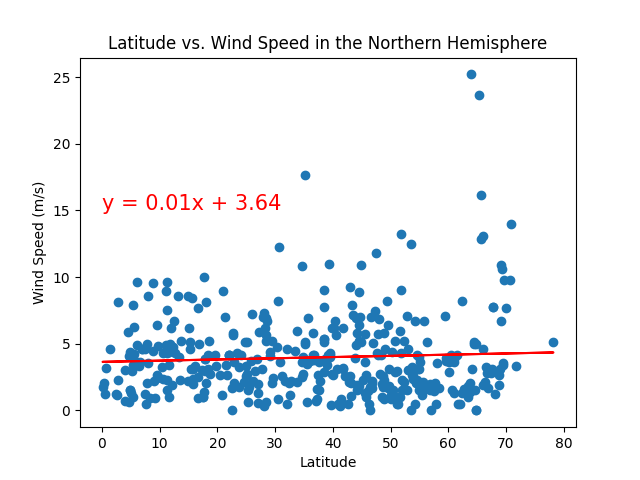 Latitude vs. Wind Speed in the Northern Hemisphere
25
20
15
10
5
0
Wind Speed (m/s)
y = 0.01x + 3.64
0 10 20 30 40 50 60 70 80
Latitude